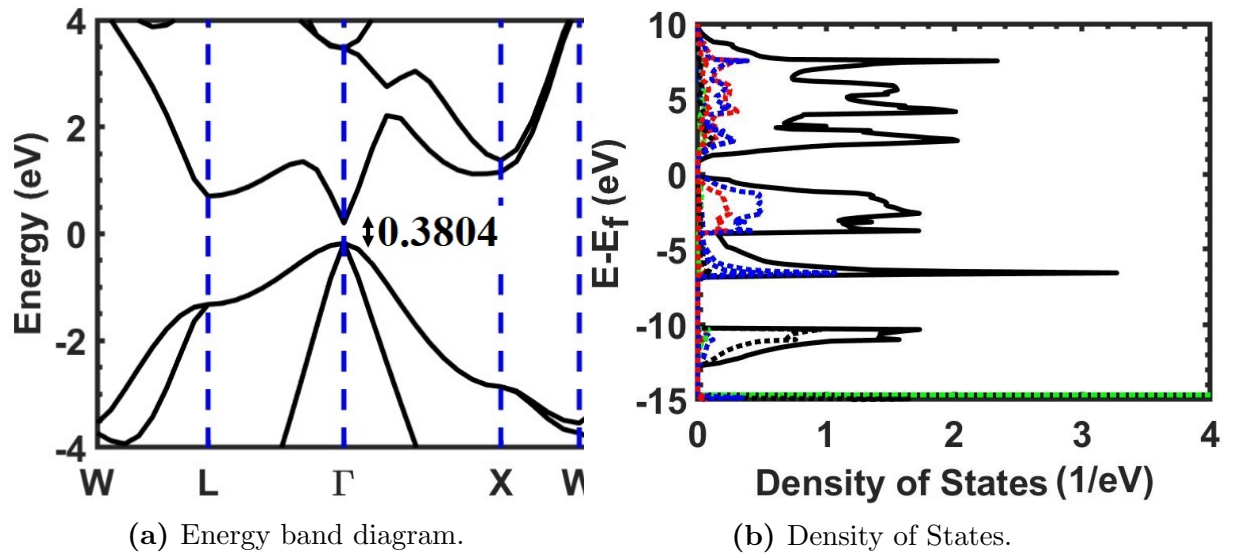 4
2
0
-2
-4
Energy (eV)
0.3804
W L Γ X W
(a) Energy band diagram.
10
5
0
-5
-10
-15
E-Ef (eV)
0 1 2 3 4
Density of States (1/eV)
(b) Density of States.